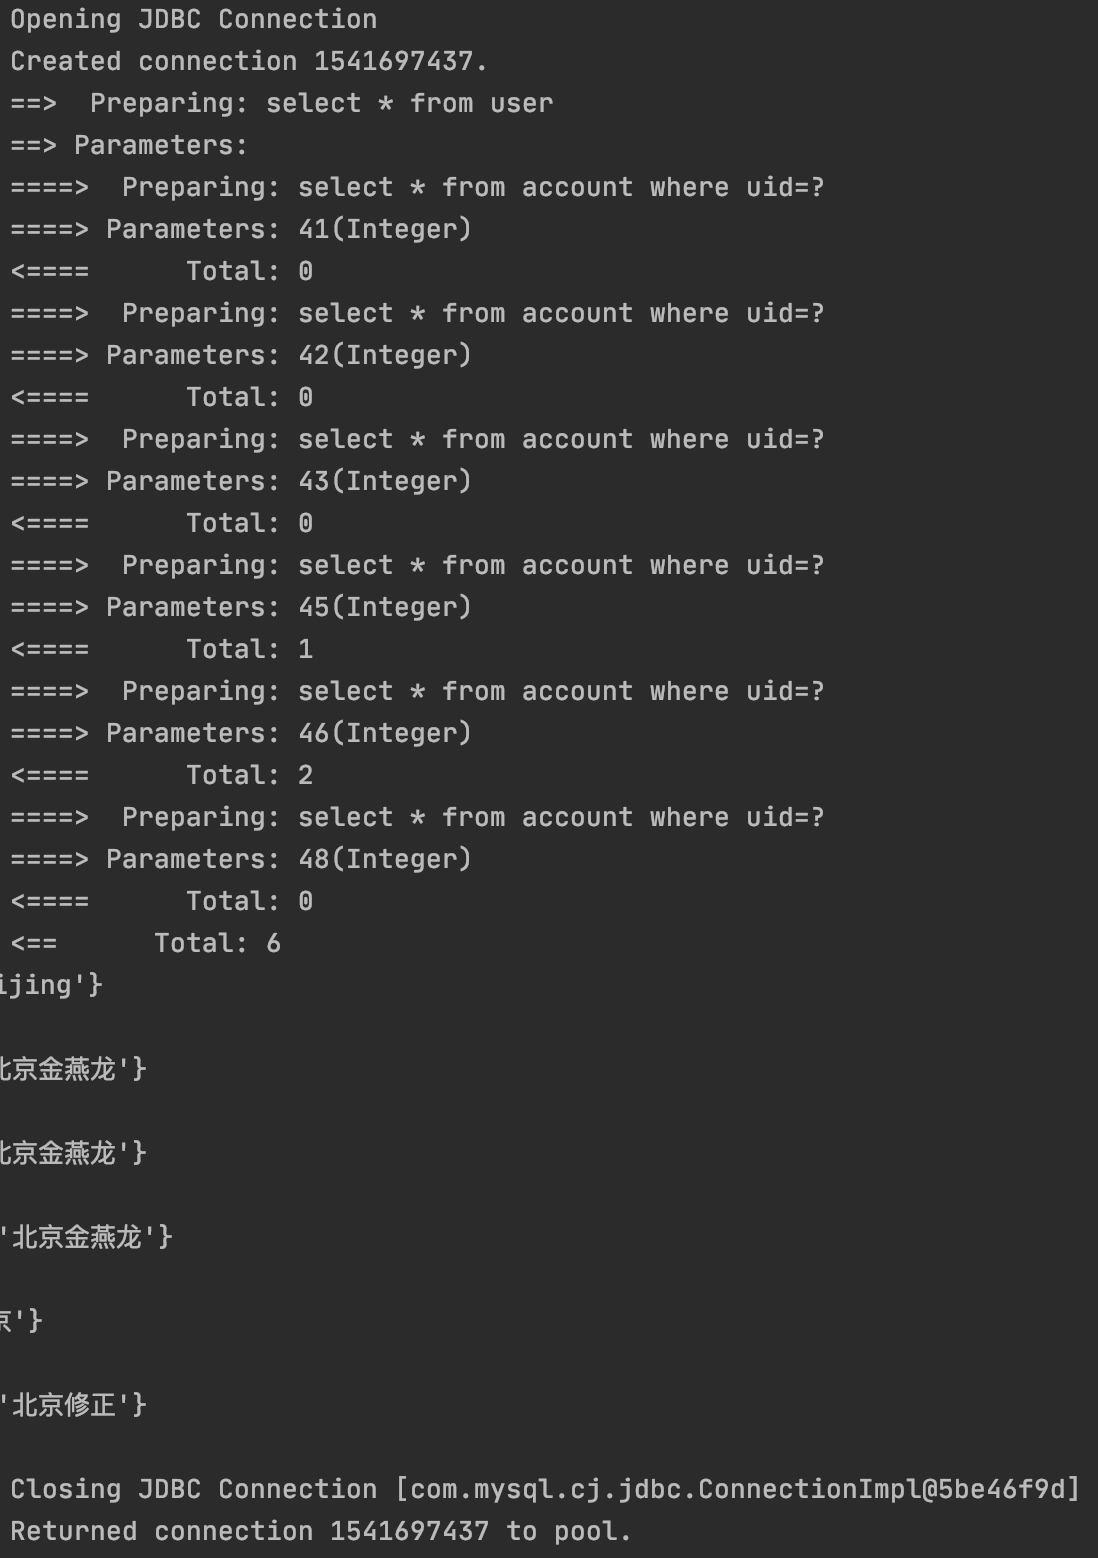 Opening JDBC Connection
Created connection 1541697437.
==>  Preparing: select * from user
==> Parameters:
====>  Preparing: select * from account where uid=?
====> Parameters: 41(Integer)
<====      Total: 0
====>  Preparing: select * from account where uid=?
====> Parameters: 42(Integer)
<====      Total: 0
====>  Preparing: select * from account where uid=?
====> Parameters: 43(Integer)
<====      Total: 0
====>  Preparing: select * from account where uid=?
====> Parameters: 45(Integer)
<====      Total: 1
====>  Preparing: select * from account where uid=?
====> Parameters: 46(Integer)
<====      Total: 2
====>  Preparing: select * from account where uid=?
====> Parameters: 48(Integer)
<====      Total: 0
<==      Total: 6
ijing'}
北京金燕龙'}
北京金燕龙'}
'北京金燕龙'}
京'}
'北京修正'}
Closing JDBC Connection [com.mysql.cj.jdbc.ConnectionImpl@5be46f9d]
Returned connection 1541697437 to pool.